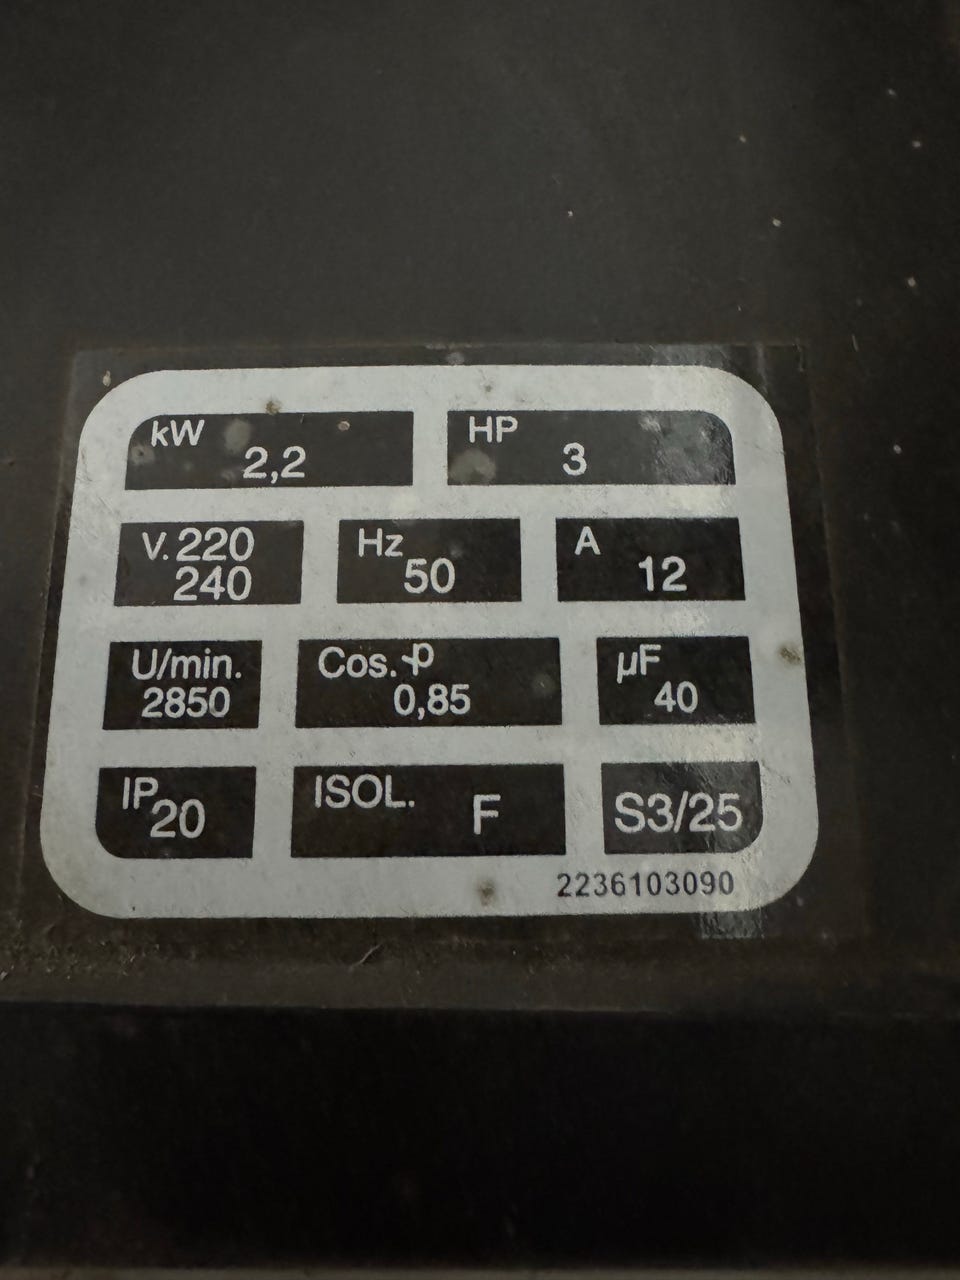 kW 2,2
HP 3
V. 220
240
Hz 50
A 12
U/min.
2850
Cos. φ
0,85
µF 40
IP 20
ISOL. F
S3/25
2236103090